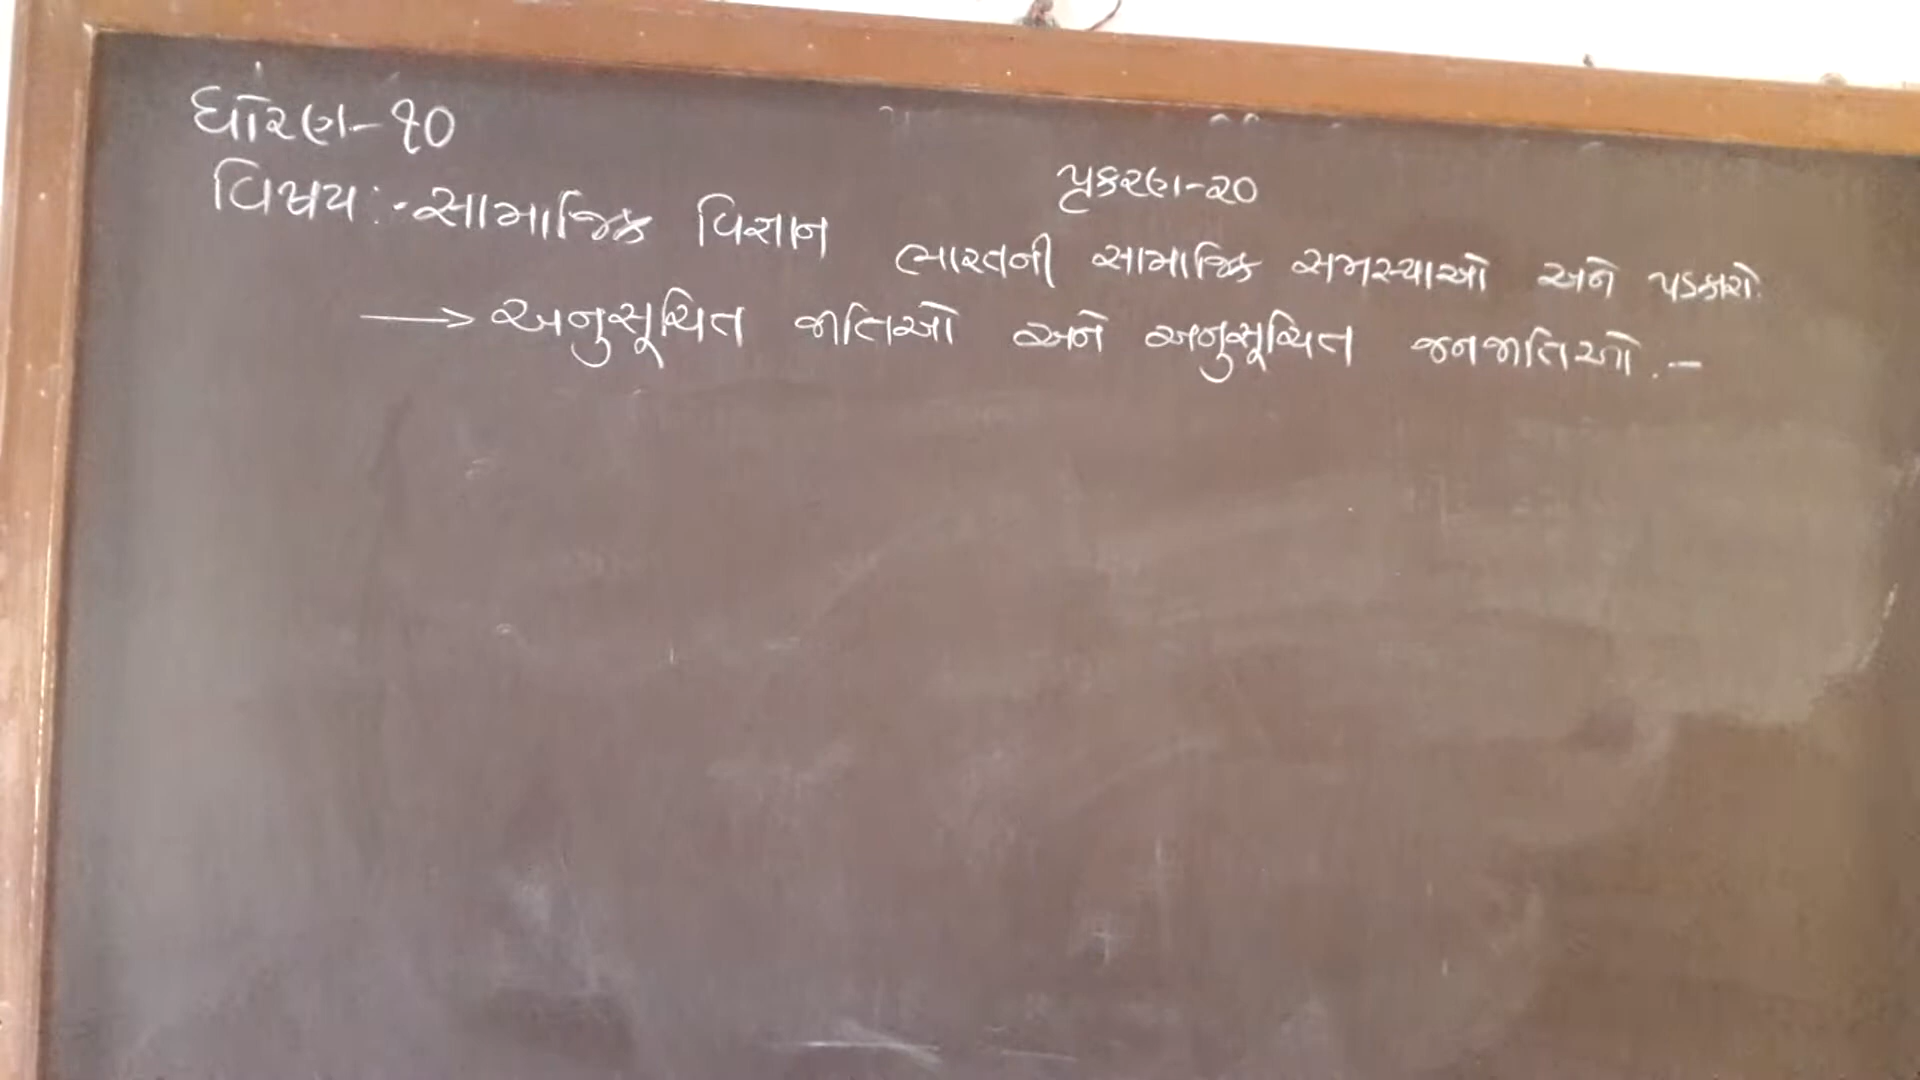 ધોરણ-૧૦
વિષય:-સામાજિક વિજ્ઞાન
પ્રકરણ-૨૦
ભારતની સામાજિક સમસ્યાઓ અને પડકારો.
→ અનુસૂચિત જાતિઓ અને અનુસૂચિત જનજાતિઓ.-